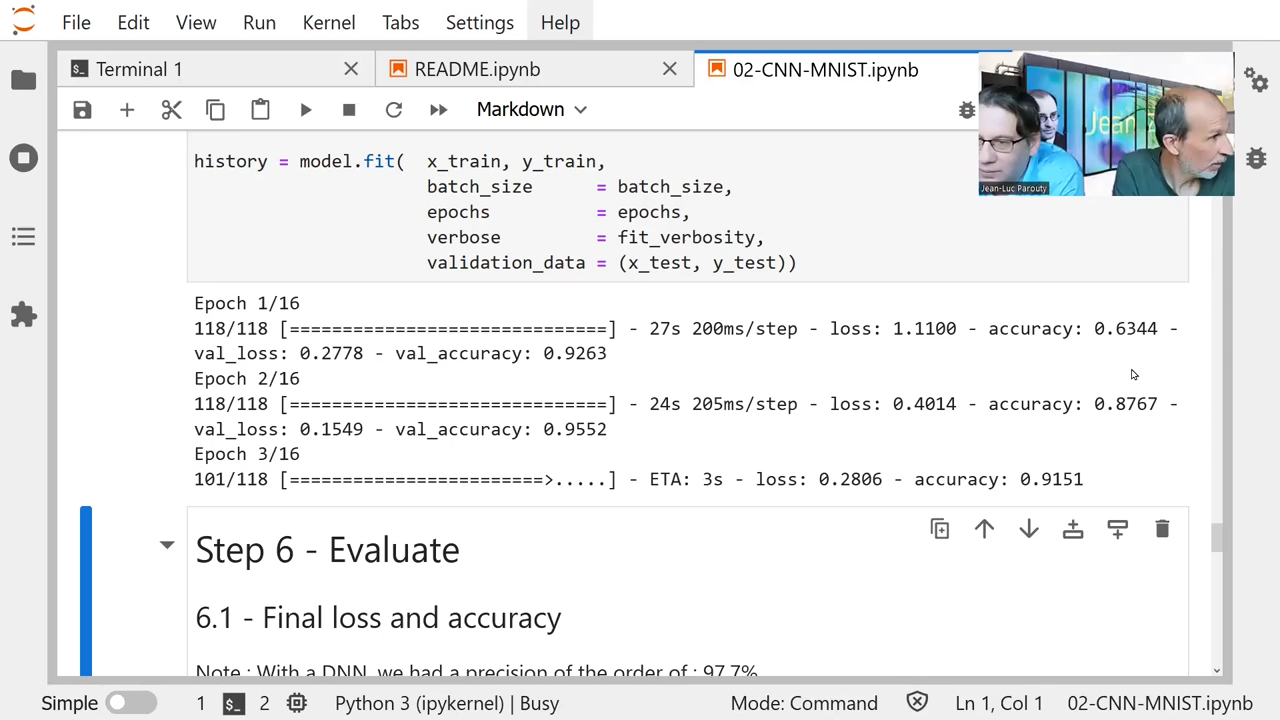 File Edit View Run Kernel Tabs Settings Help
Terminal 1 README.ipynb 02-CNN-MNIST.ipynb
Markdown
Jean-Luc Parouty
history = model.fit( x_train, y_train,
batch_size = batch_size,
epochs = epochs,
verbose = fit_verbosity,
validation_data = (x_test, y_test))
Epoch 1/16
118/118 [==============================] - 27s 200ms/step - loss: 1.1100 - accuracy: 0.6344 -
val_loss: 0.2778 - val_accuracy: 0.9263
Epoch 2/16
118/118 [==============================] - 24s 205ms/step - loss: 0.4014 - accuracy: 0.8767 -
val_loss: 0.1549 - val_accuracy: 0.9552
Epoch 3/16
101/118 [========================>.....] - ETA: 3s - loss: 0.2806 - accuracy: 0.9151
Step 6 - Evaluate
6.1 - Final loss and accuracy
Note : With a DNN, we had a precision of the order of : 97.7%
Simple 1 2 Python 3 (ipykernel) | Busy Mode: Command Ln 1, Col 1 02-CNN-MNIST.ipynb